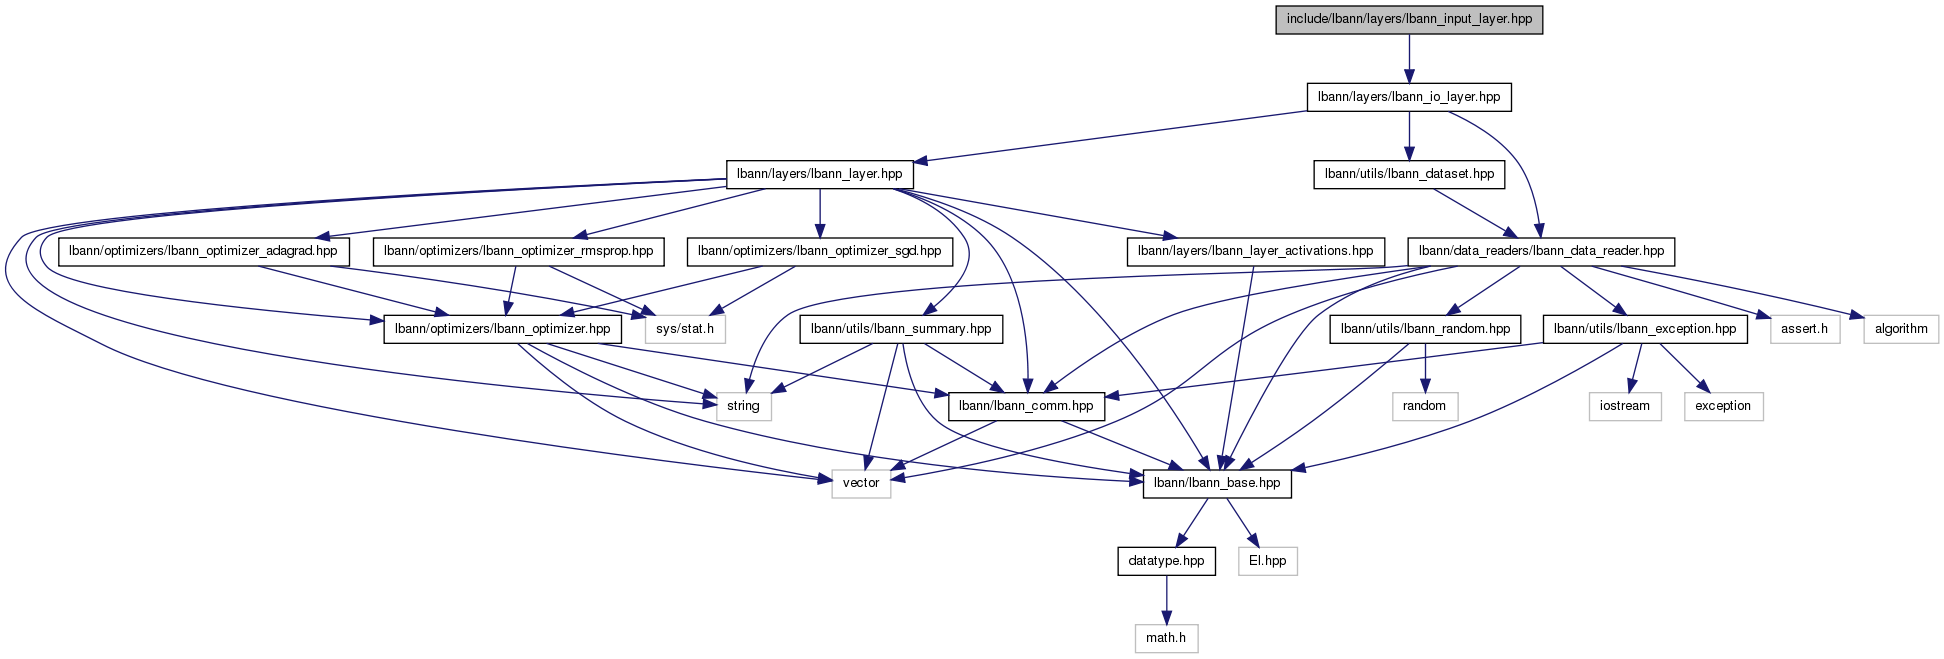 include/lbann/layers/lbann_input_layer.hpp
lbann/layers/lbann_io_layer.hpp
lbann/layers/lbann_layer.hpp
lbann/utils/lbann_dataset.hpp
lbann/optimizers/lbann_optimizer_adagrad.hpp
lbann/optimizers/lbann_optimizer_rmsprop.hpp
lbann/optimizers/lbann_optimizer_sgd.hpp
lbann/layers/lbann_layer_activations.hpp
lbann/data_readers/lbann_data_reader.hpp
lbann/optimizers/lbann_optimizer.hpp
sys/stat.h
lbann/utils/lbann_summary.hpp
lbann/utils/lbann_random.hpp
lbann/utils/lbann_exception.hpp
assert.h
algorithm
string
lbann/lbann_comm.hpp
random
iostream
exception
vector
lbann/lbann_base.hpp
datatype.hpp
El.hpp
math.h